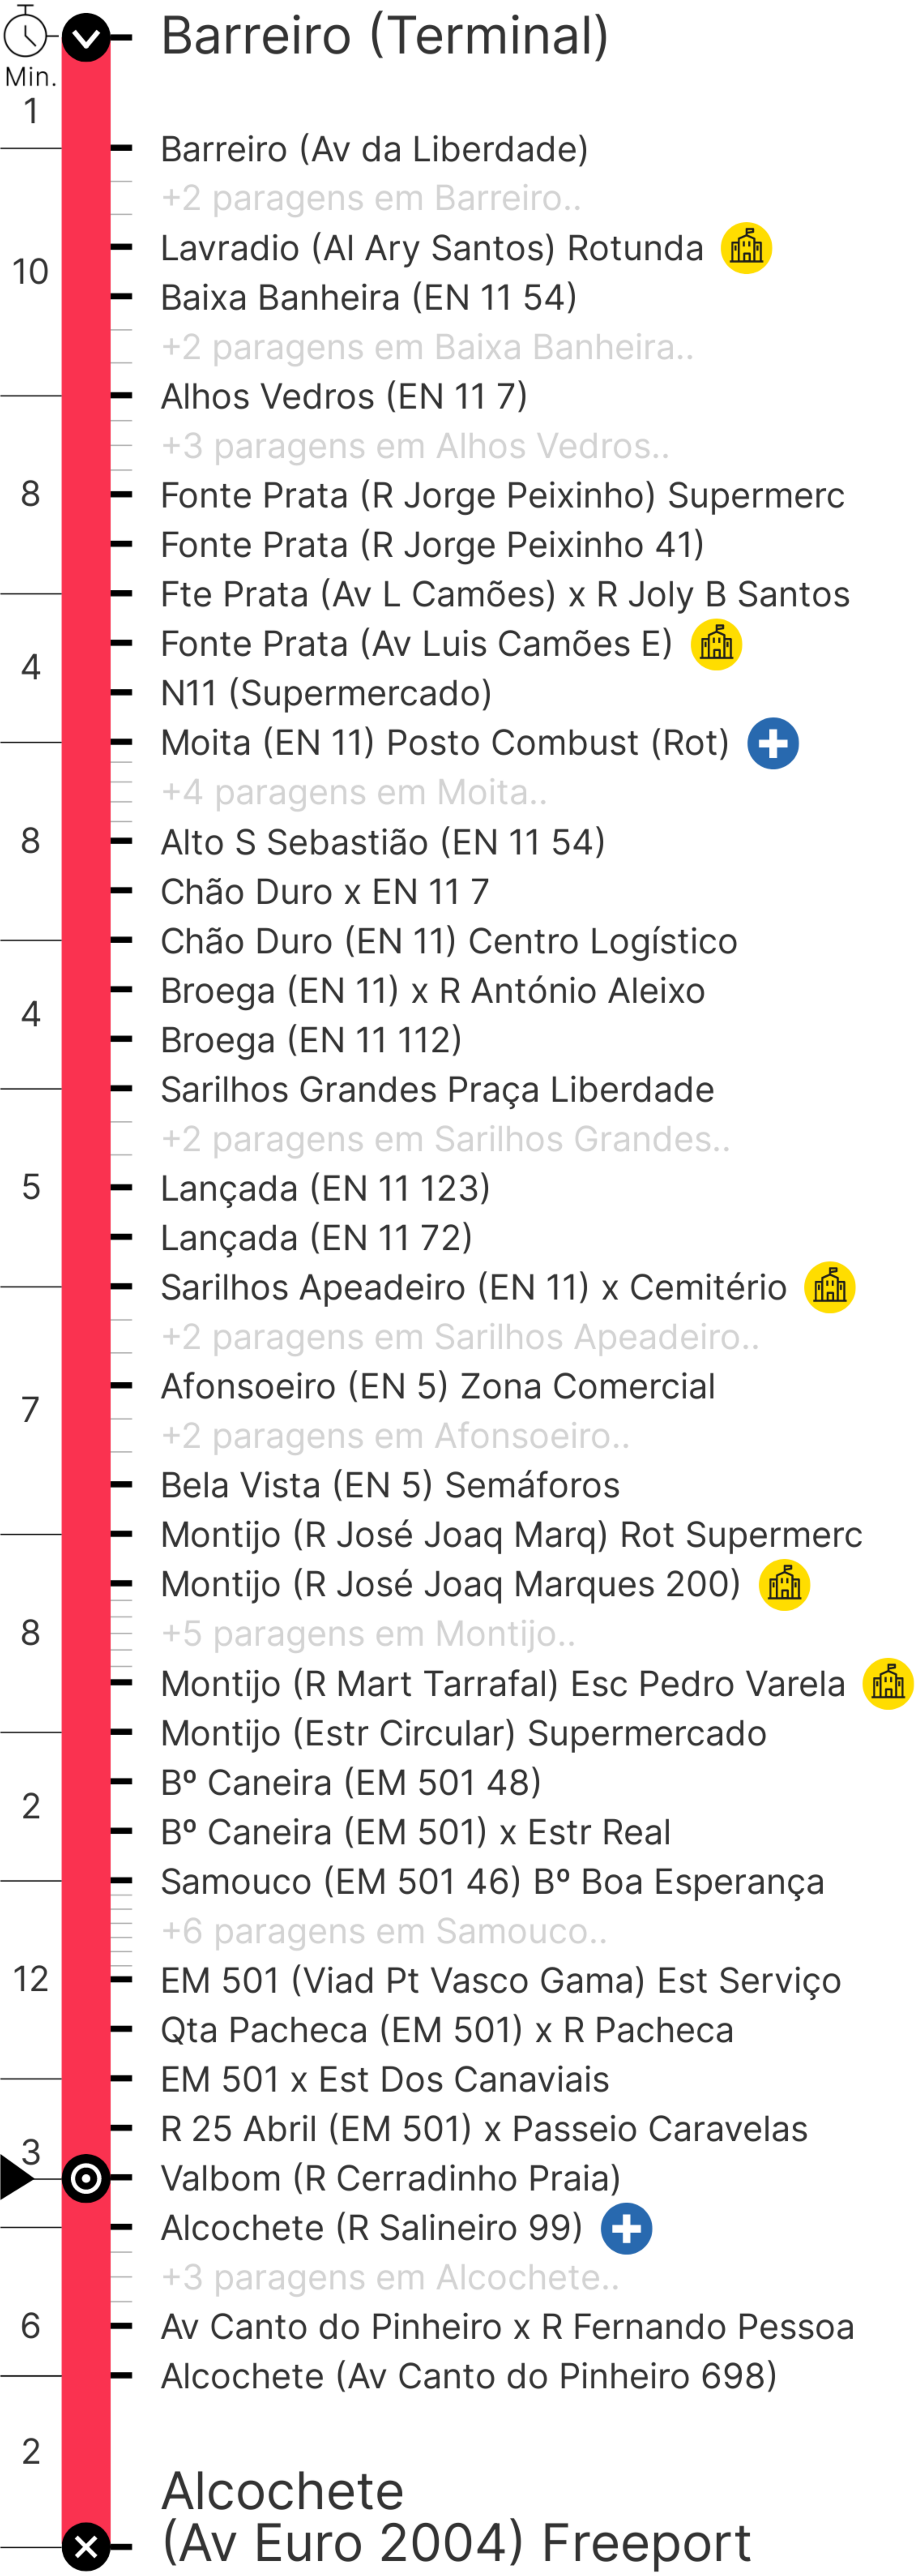 Barreiro (Terminal)
Min.
1
Barreiro (Av da Liberdade)
+2 paragens em Barreiro..
Lavradio (Al Ary Santos) Rotunda
10
Baixa Banheira (EN 11 54)
+2 paragens em Baixa Banheira..
Alhos Vedros (EN 11 7)
+3 paragens em Alhos Vedros..
8
Fonte Prata (R Jorge Peixinho) Supermerc
Fonte Prata (R Jorge Peixinho 41)
Fte Prata (Av L Camões) x R Joly B Santos
Fonte Prata (Av Luis Camões E)
4
N11 (Supermercado)
Moita (EN 11) Posto Combust (Rot)
+4 paragens em Moita..
8
Alto S Sebastião (EN 11 54)
Chão Duro x EN 11 7
Chão Duro (EN 11) Centro Logístico
Broega (EN 11) x R António Aleixo
4
Broega (EN 11 112)
Sarilhos Grandes Praça Liberdade
+2 paragens em Sarilhos Grandes..
5
Lançada (EN 11 123)
Lançada (EN 11 72)
Sarilhos Apeadeiro (EN 11) x Cemitério
+2 paragens em Sarilhos Apeadeiro..
Afonsoeiro (EN 5) Zona Comercial
7
+2 paragens em Afonsoeiro..
Bela Vista (EN 5) Semáforos
Montijo (R José Joaq Marq) Rot Supermerc
Montijo (R José Joaq Marques 200)
8
+5 paragens em Montijo..
Montijo (R Mart Tarrafal) Esc Pedro Varela
Montijo (Estr Circular) Supermercado
Bº Caneira (EM 501 48)
2
Bº Caneira (EM 501) x Estr Real
Samouco (EM 501 46) Bº Boa Esperança
+6 paragens em Samouco..
12
EM 501 (Viad Pt Vasco Gama) Est Serviço
Qta Pacheca (EM 501) x R Pacheca
EM 501 x Est Dos Canaviais
R 25 Abril (EM 501) x Passeio Caravelas
3
Valbom (R Cerradinho Praia)
Alcochete (R Salineiro 99)
+3 paragens em Alcochete..
6
Av Canto do Pinheiro x R Fernando Pessoa
Alcochete (Av Canto do Pinheiro 698)
2
Alcochete
(Av Euro 2004) Freeport